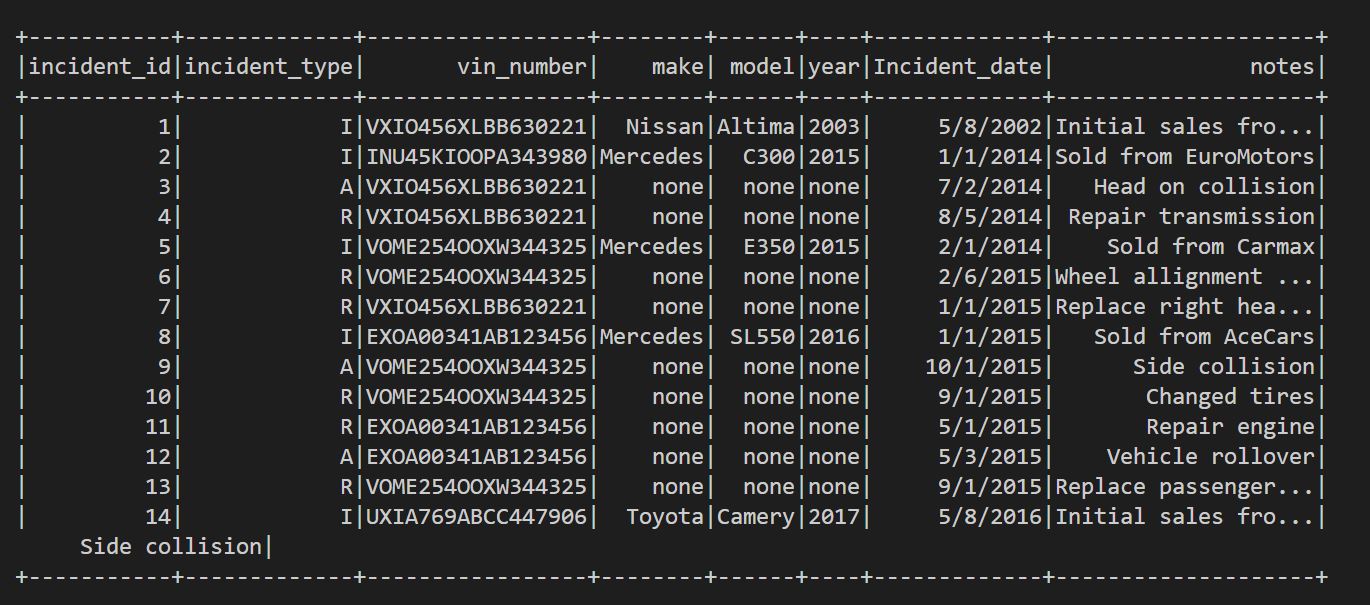 +-----------+-------------+-----------------+--------+------+----+-------------+--------------------+
|incident_id|incident_type|       vin_number|    make| model|year|Incident_date|               notes|
+-----------+-------------+-----------------+--------+------+----+-------------+--------------------+
|          1|            I|VXIO456XLBB630221|  Nissan|Altima|2003|     5/8/2002|Initial sales fro...|
|          2|            I|INU45KIOOPA343980|Mercedes|  C300|2015|     1/1/2014|Sold from EuroMotors|
|          3|            A|VXIO456XLBB630221|    none|  none|none|     7/2/2014|   Head on collision|
|          4|            R|VXIO456XLBB630221|    none|  none|none|     8/5/2014| Repair transmission|
|          5|            I|VOME254OOXW344325|Mercedes|  E350|2015|     2/1/2014|    Sold from Carmax|
|          6|            R|VOME254OOXW344325|    none|  none|none|     2/6/2015|Wheel allignment ...|
|          7|            R|VXIO456XLBB630221|    none|  none|none|     1/1/2015|Replace right hea...|
|          8|            I|EXOA00341AB123456|Mercedes| SL550|2016|     1/1/2015|   Sold from AceCars|
|          9|            A|VOME254OOXW344325|    none|  none|none|    10/1/2015|      Side collision|
|         10|            R|VOME254OOXW344325|    none|  none|none|     9/1/2015|       Changed tires|
|         11|            R|EXOA00341AB123456|    none|  none|none|     5/1/2015|       Repair engine|
|         12|            A|EXOA00341AB123456|    none|  none|none|     5/3/2015|    Vehicle rollover|
|         13|            R|VOME254OOXW344325|    none|  none|none|     9/1/2015|Replace passenger...|
|         14|            I|UXIA769ABCC447906|  Toyota|Camery|2017|     5/8/2016|Initial sales fro...|
     Side collision|
+-----------+-------------+-----------------+--------+------+----+-------------+--------------------+